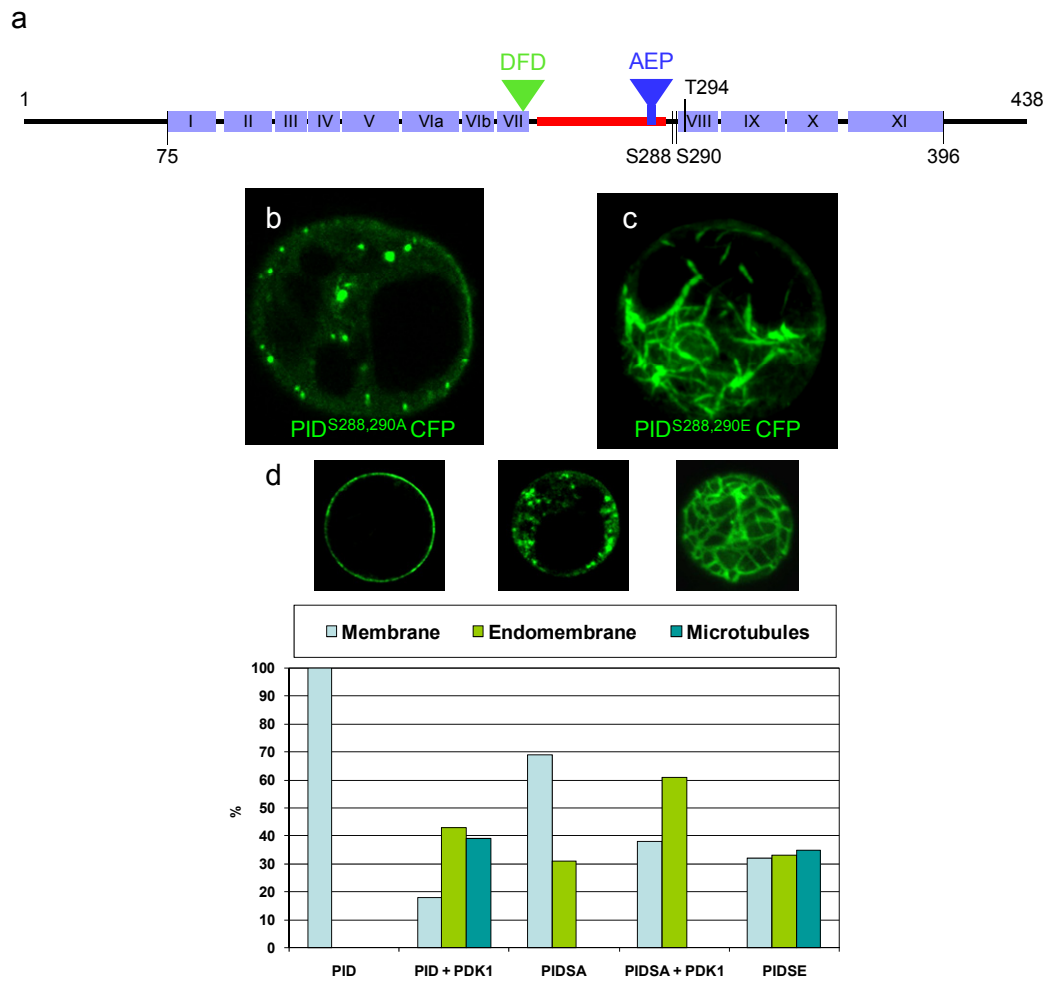 a
DFD AEP
1 T294 438
I II III IV V VIa VIb VII VIII IX X XI
75 S288 S290 396
b c
PID^S288,290A CFP PID^S288,290E CFP
d
Membrane Endomembrane Microtubules
100
90
80
70
60
50
40
30
20
10
0
%
PID PID + PDK1 PIDSA PIDSA + PDK1 PIDSE